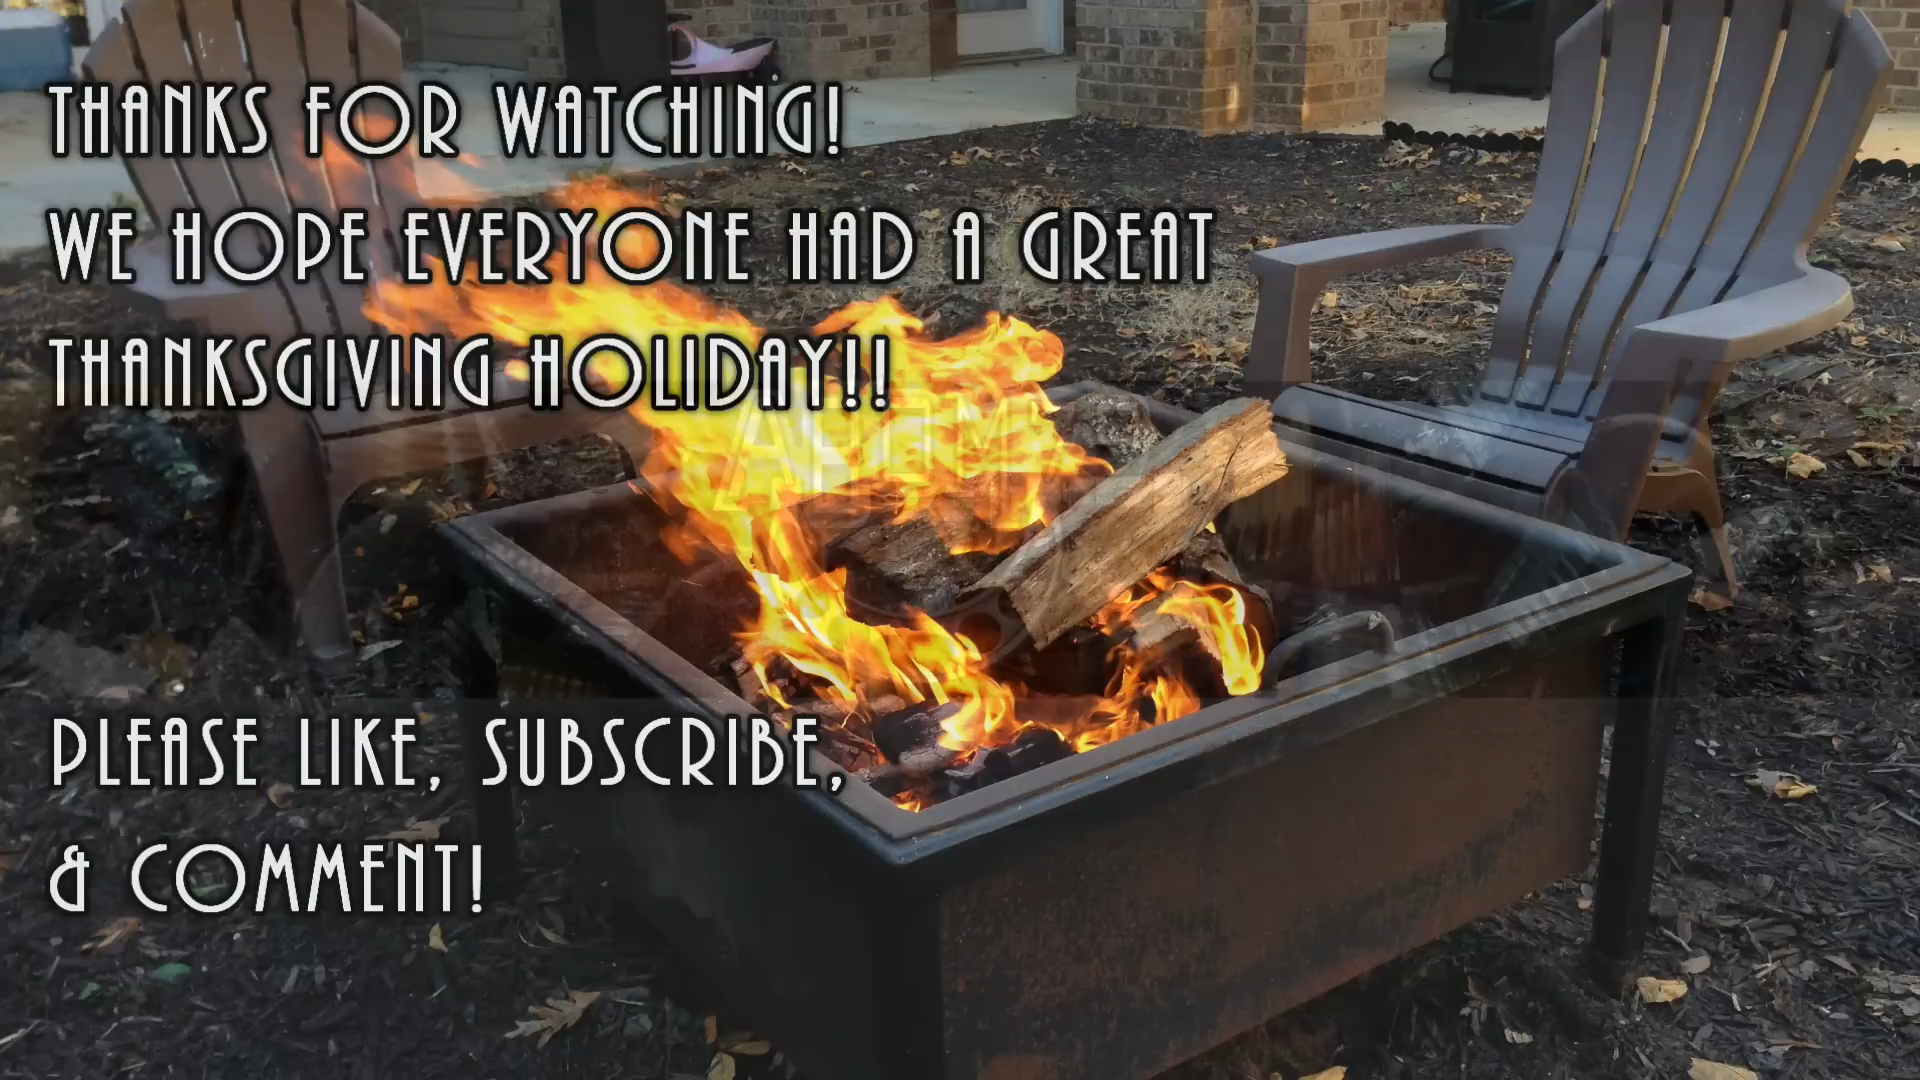 THANKS FOR WATCHING!
WE HOPE EVERYONE HAD A GREAT
THANKSGIVING HOLIDAY!!
PLEASE LIKE, SUBSCRIBE,
& COMMENT!